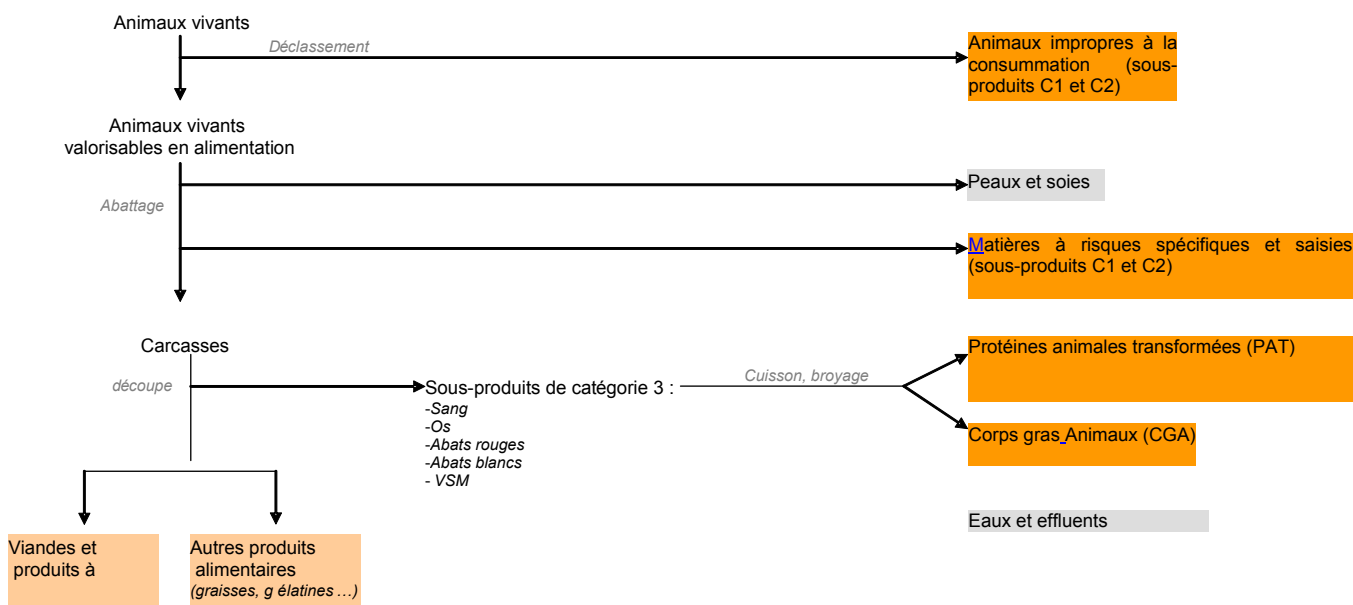 Animaux vivants
Déclassement
Animaux impropres à la
consummation (sous-
produits C1 et C2)
Animaux vivants
valorisables en alimentation
Peaux et soies
Abattage
Matières à risques spécifiques et saisies
(sous-produits C1 et C2)
Carcasses
Protéines animales transformées (PAT)
découpe
Sous-produits de catégorie 3 :
-Sang
-Os
-Abats rouges
-Abats blancs
- VSM
Cuisson, broyage
Corps gras Animaux (CGA)
Eaux et effluents
Viandes et
produits à
Autres produits
alimentaires
(graisses, g élatines …)